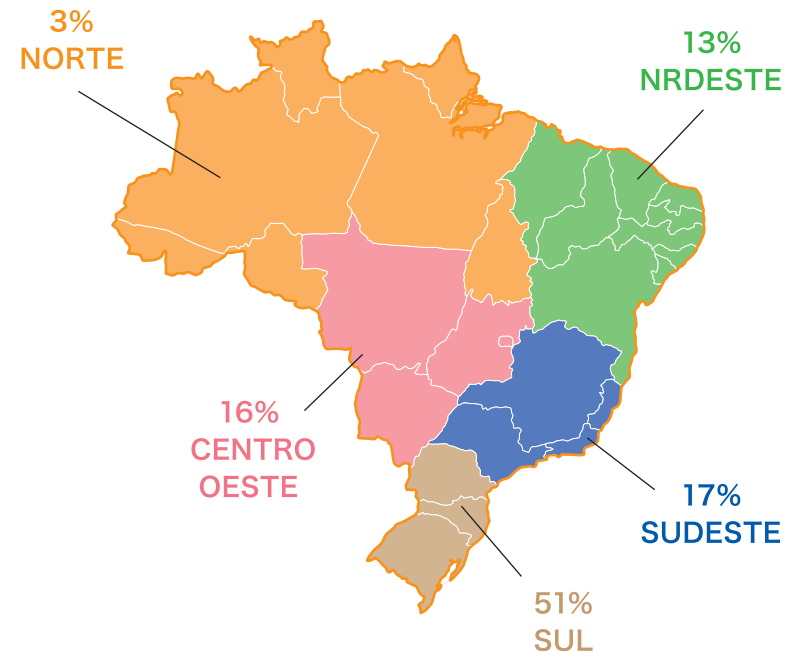 3%
NORTE
13%
NRDESTE
16%
CENTRO
OESTE
17%
SUDESTE
51%
SUL